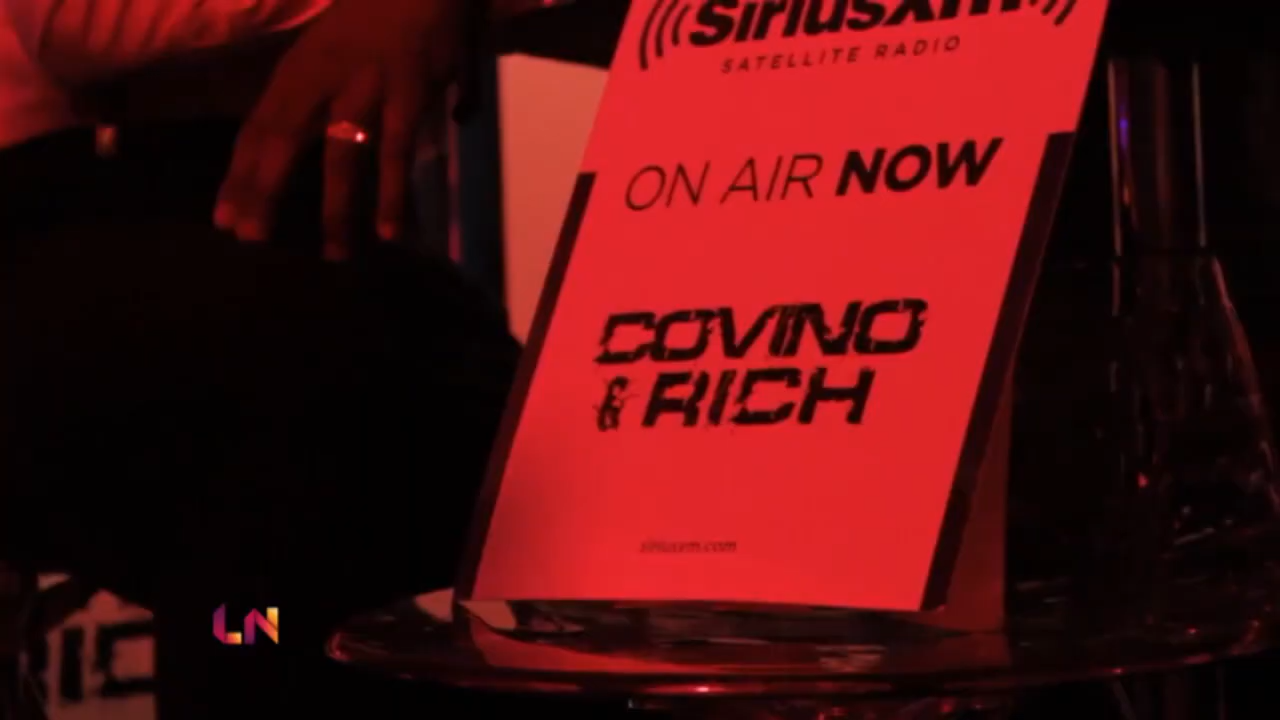 SiriusXm
SATELLITE RADIO
ON AIR NOW
COVINO
& RICH
siriusxm.com
LN